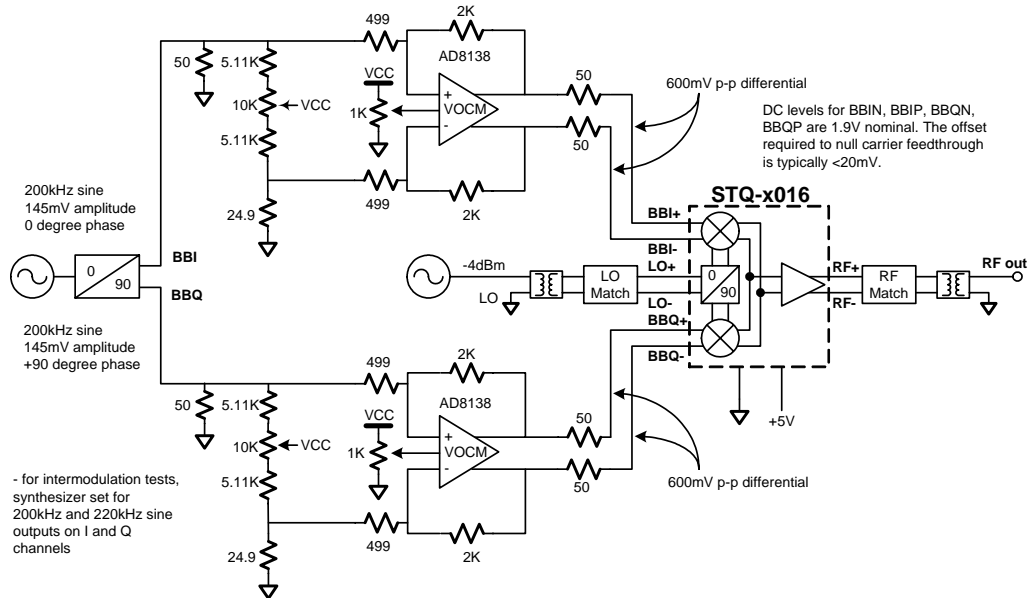 499
2K
AD8138
50
5.11K
10K
VCC
5.11K
VCC
1K
+
VOCM
-
50
50
600mV p-p differential
DC levels for BBIN, BBIP, BBQN,
BBQP are 1.9V nominal. The offset
required to null carrier feedthrough
is typically <20mV.
24.9
499
2K
200kHz sine
145mV amplitude
0 degree phase
STQ-x016
BBI+
BBI-
BBI
0
90
BBQ
-4dBm
LO
LO
Match
LO+
LO-
0
90
RF+
RF-
RF
Match
RF out
BBQ+
BBQ-
200kHz sine
145mV amplitude
+90 degree phase
+5V
499
2K
AD8138
50
5.11K
10K
VCC
5.11K
VCC
1K
+
VOCM
-
50
50
600mV p-p differential
- for intermodulation tests,
synthesizer set for
200kHz and 220kHz sine
outputs on I and Q
channels
24.9
499
2K